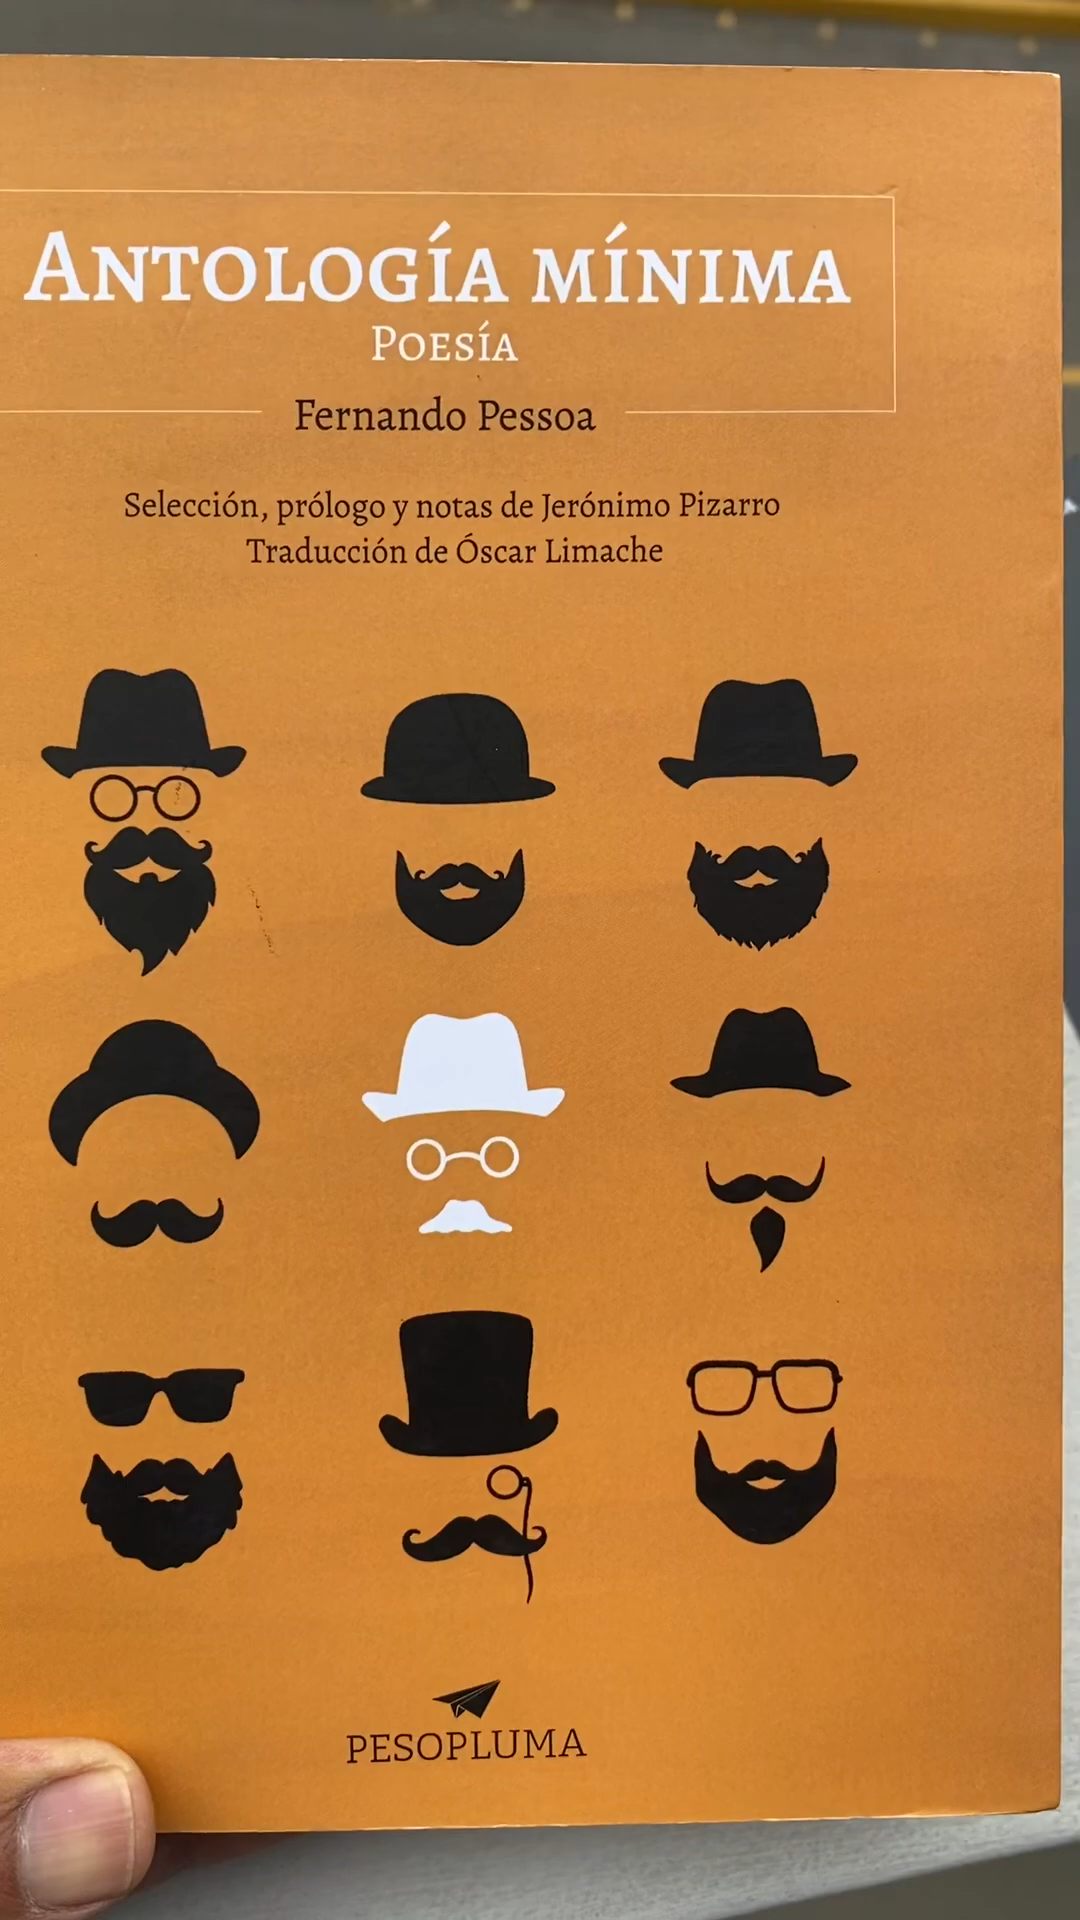 Antología mínima
Poesía
Fernando Pessoa
Selección, prólogo y notas de Jerónimo Pizarro
Traducción de Óscar Limache
PESOPLUMA